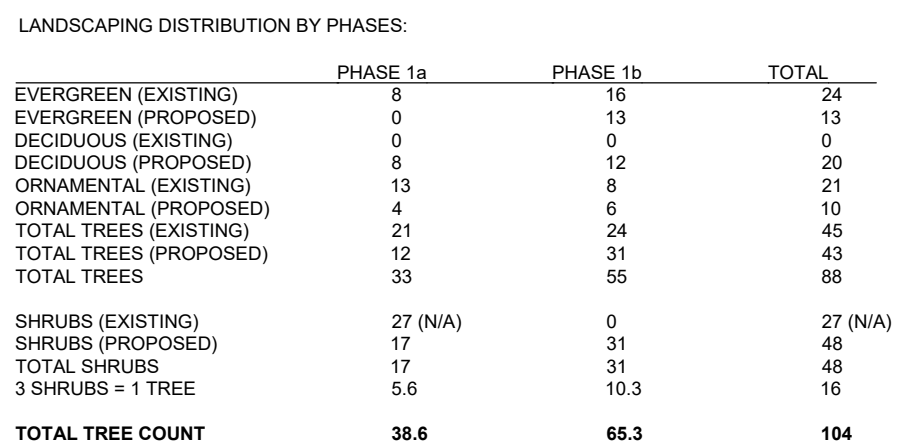 LANDSCAPING DISTRIBUTION BY PHASES:
PHASE 1a PHASE 1b TOTAL
EVERGREEN (EXISTING) 8 16 24
EVERGREEN (PROPOSED) 0 13 13
DECIDUOUS (EXISTING) 0 0 0
DECIDUOUS (PROPOSED) 8 12 20
ORNAMENTAL (EXISTING) 13 8 21
ORNAMENTAL (PROPOSED) 4 6 10
TOTAL TREES (EXISTING) 21 24 45
TOTAL TREES (PROPOSED) 12 31 43
TOTAL TREES 33 55 88
SHRUBS (EXISTING) 27 (N/A) 0 27 (N/A)
SHRUBS (PROPOSED) 17 31 48
TOTAL SHRUBS 17 31 48
3 SHRUBS = 1 TREE 5.6 10.3 16
TOTAL TREE COUNT 38.6 65.3 104